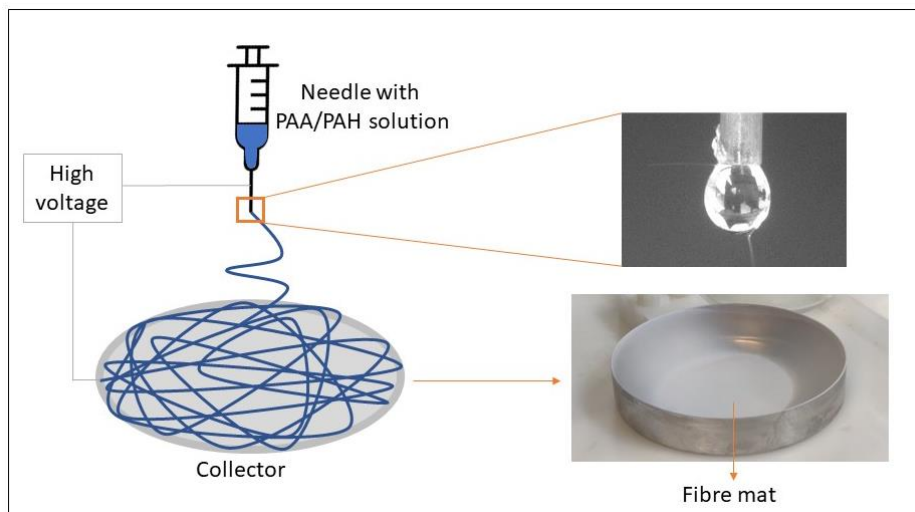 Needle with
PAA/PAH solution
High
voltage
Collector
Fibre mat